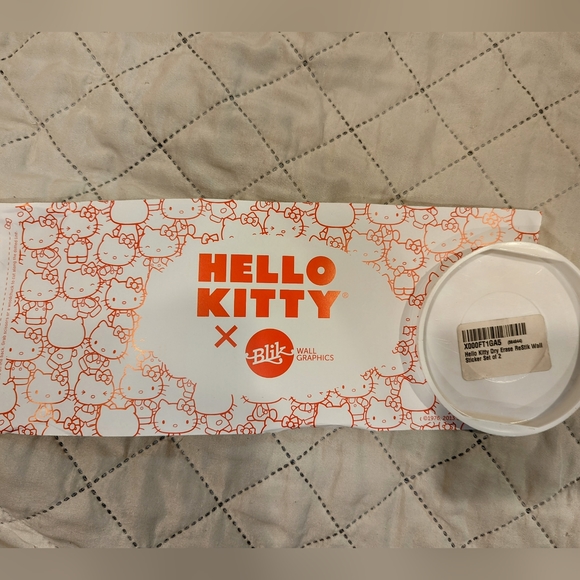 HELLO
KITTY®
×
Blik WALL
GRAPHICS
X000FT1GA5
Hello Kitty Dry Erase ReStik Wall
Sticker Set of 2